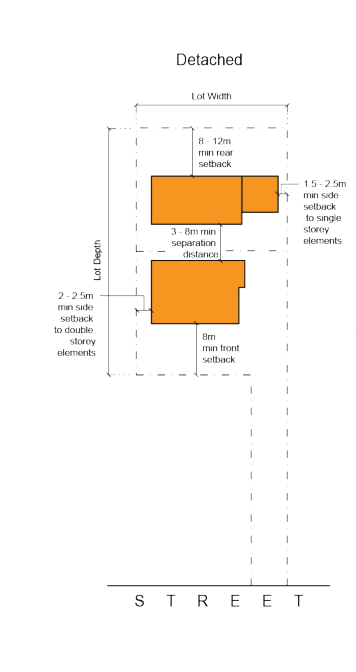 Detached
Lot Width
8 - 12m
min rear
setback
1.5 - 2.5m
min side
setback
to single
storey
elements
3 - 8m min
separation
distance
Lot Depth
2 - 2.5m
min side
setback
to double
storey
elements
8m
min front
setback
S T R E E T